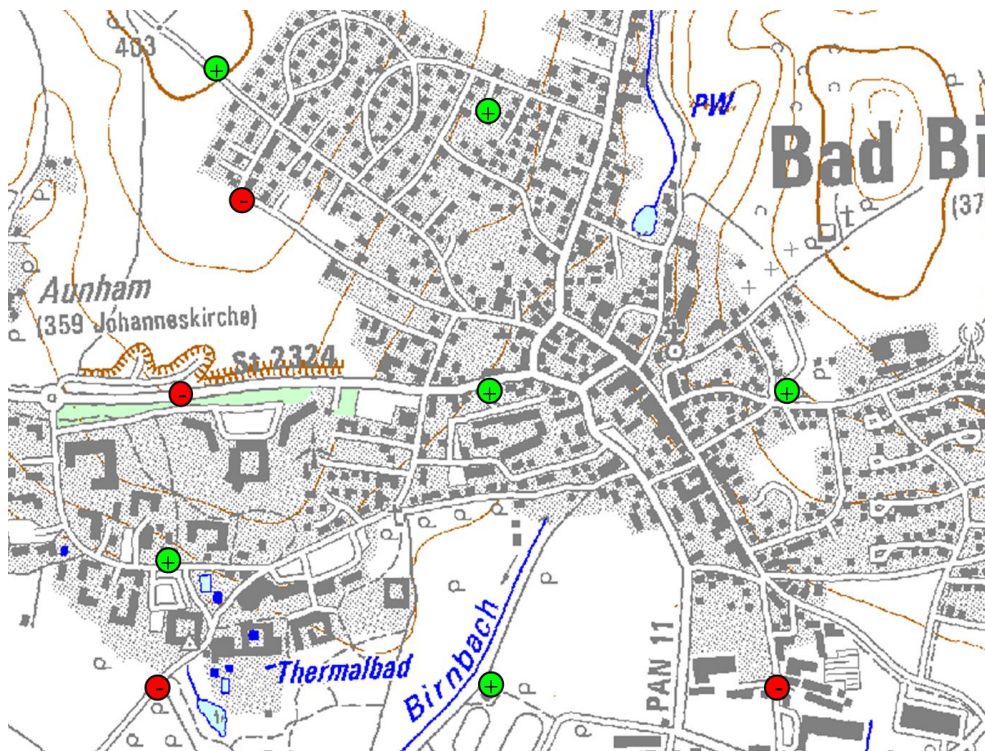 403
PW
Bad Bi
(37
Aunham
(359 Johanneskirche)
St 2324
Thermalbad
Birnbach
PAN 11